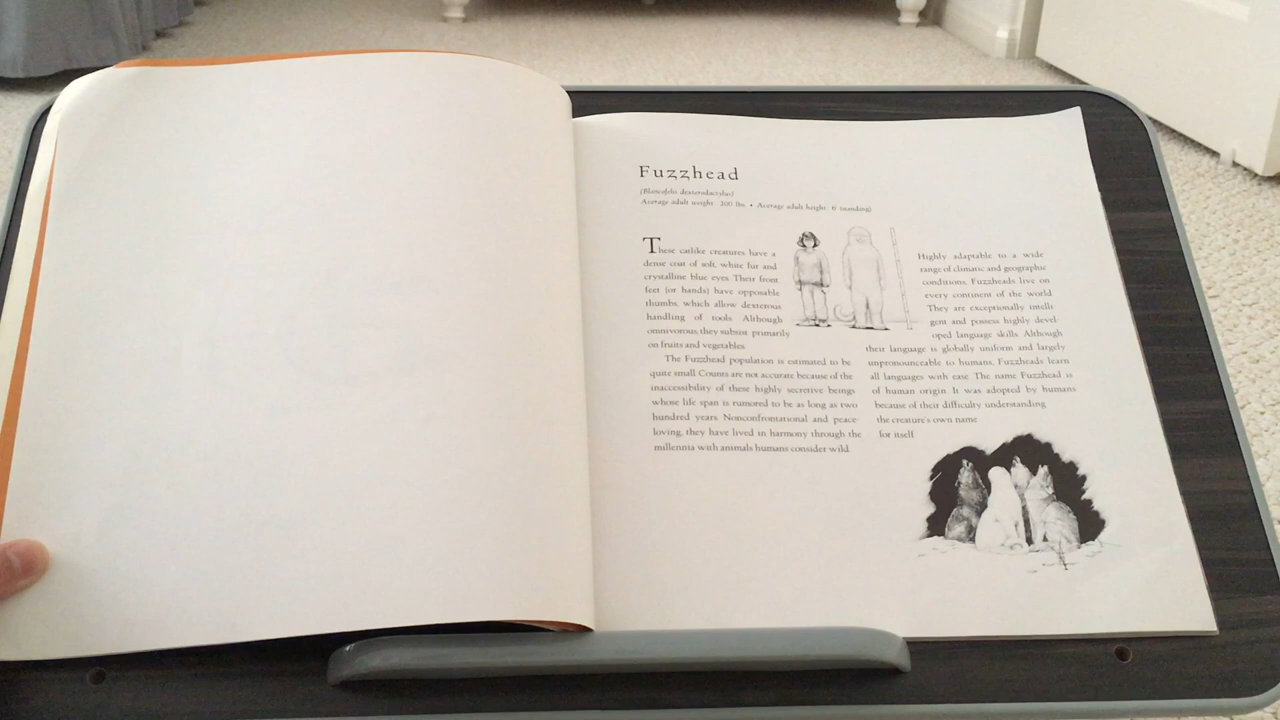 Fuzzhead
(Blancofelis dexterodactylus)
Average adult weight: 200 lbs. • Average adult height: 6' (standing)
These catlike creatures have a
dense coat of soft, white fur and
crystalline blue eyes. Their front
feet (or hands) have opposable
thumbs, which allow dexterous
handling of tools. Although
omnivorous, they subsist primarily
on fruits and vegetables.
The Fuzzhead population is estimated to be
quite small. Counts are not accurate because of the
inaccessibility of these highly secretive beings
whose life span is rumored to be as long as two
hundred years. Nonconfrontational and peace-
loving, they have lived in harmony through the
millennia with animals humans consider wild.
Highly adaptable to a wide
range of climatic and geographic
conditions, Fuzzheads live on
every continent of the world.
They are exceptionally intelli-
gent and possess highly devel-
oped language skills. Although
their language is globally uniform and largely
unpronounceable to humans, Fuzzheads learn
all languages with ease. The name Fuzzhead is
of human origin. It was adopted by humans
because of their difficulty understanding
the creature's own name
for itself.